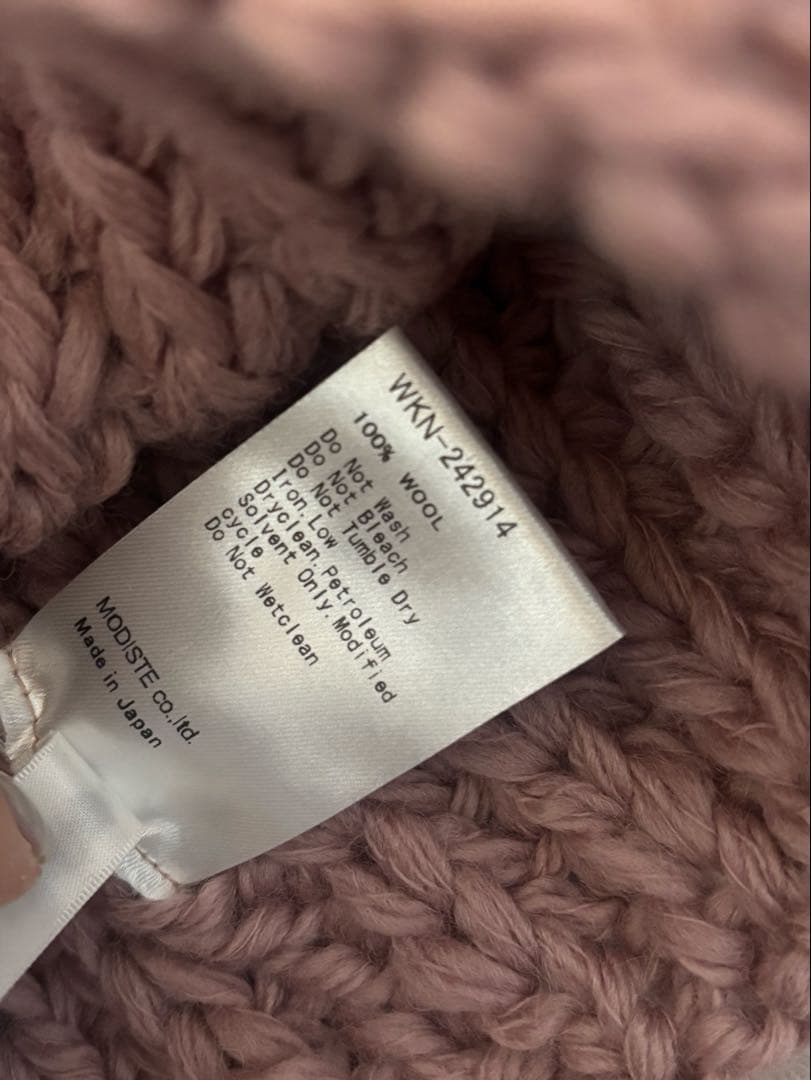 WKN-242914
100% WOOL
Do Not Wash
Do Not Bleach
Do Not Tumble Dry
Iron.Low
Dryclean.Petroleum
Solvent Only.Modified
cycle
Do Not Wetclean
MODISTE co.,ltd.
Made in Japan